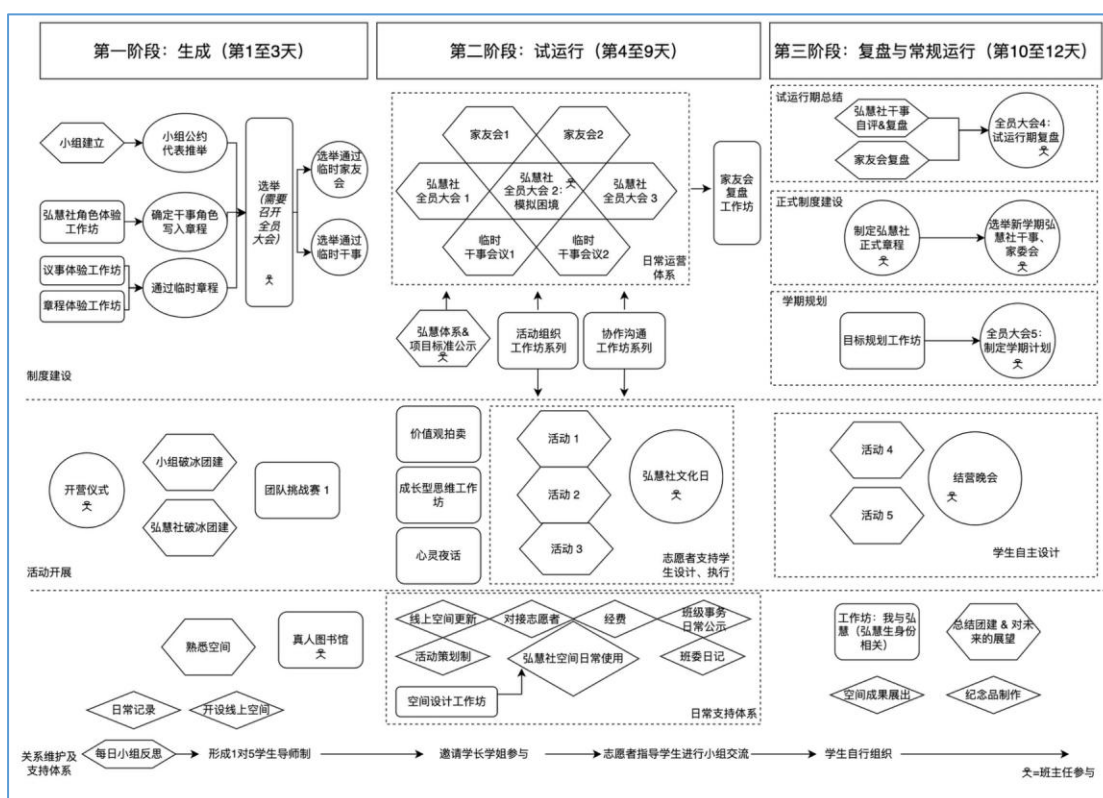 第一阶段：生成（第1至3天）
第二阶段：试运行（第4至9天）
第三阶段：复盘与常规运行（第10至12天）
小组建立
小组公约
代表推举
弘慧社角色体验
工作坊
确定干事角色
写入章程
议事体验工作坊
章程体验工作坊
通过临时章程
选举
（需要
召开
全员
大会）
选举通过
临时家友
会
选举通过
临时干事
制度建设
家友会1
家友会2
弘慧社
全员大会 1
弘慧社
全员大会 2：
模拟困境
弘慧社
全员大会 3
临时
干事会议1
临时
干事会议2
日常运营
体系
家友会
复盘
工作坊
弘慧体系&
项目标准公示
活动组织
工作坊系列
协作沟通
工作坊系列
试运行期总结
弘慧社干事
自评&复盘
家友会复盘
全员大会4：
试运行期复盘
正式制度建设
制定弘慧社
正式章程
选举新学期弘
慧社干事、
家委会
学期规划
目标规划工作坊
全员大会5：
制定学期计划
开营仪式
小组破冰团建
弘慧社破冰团建
团队挑战赛 1
活动开展
价值观拍卖
成长型思维工作
坊
心灵夜话
活动 1
活动 2
活动 3
弘慧社文化日
志愿者支持学
生设计、执行
活动 4
活动 5
结营晚会
学生自主设计
熟悉空间
真人图书馆
日常记录
开设线上空间
线上空间更新
对接志愿者
经费
班级事务
日常公示
活动策划制
弘慧社空间日常使用
班委日记
空间设计工作坊
日常支持体系
工作坊：我与弘
慧（弘慧生身份
相关）
总结团建 & 对未
来的展望
空间成果展出
纪念品制作
关系维护及
支持体系
每日小组反思
形成1对5学生导师制
邀请学长学姐参与
志愿者指导学生进行小组交流
学生自行组织
=班主任参与